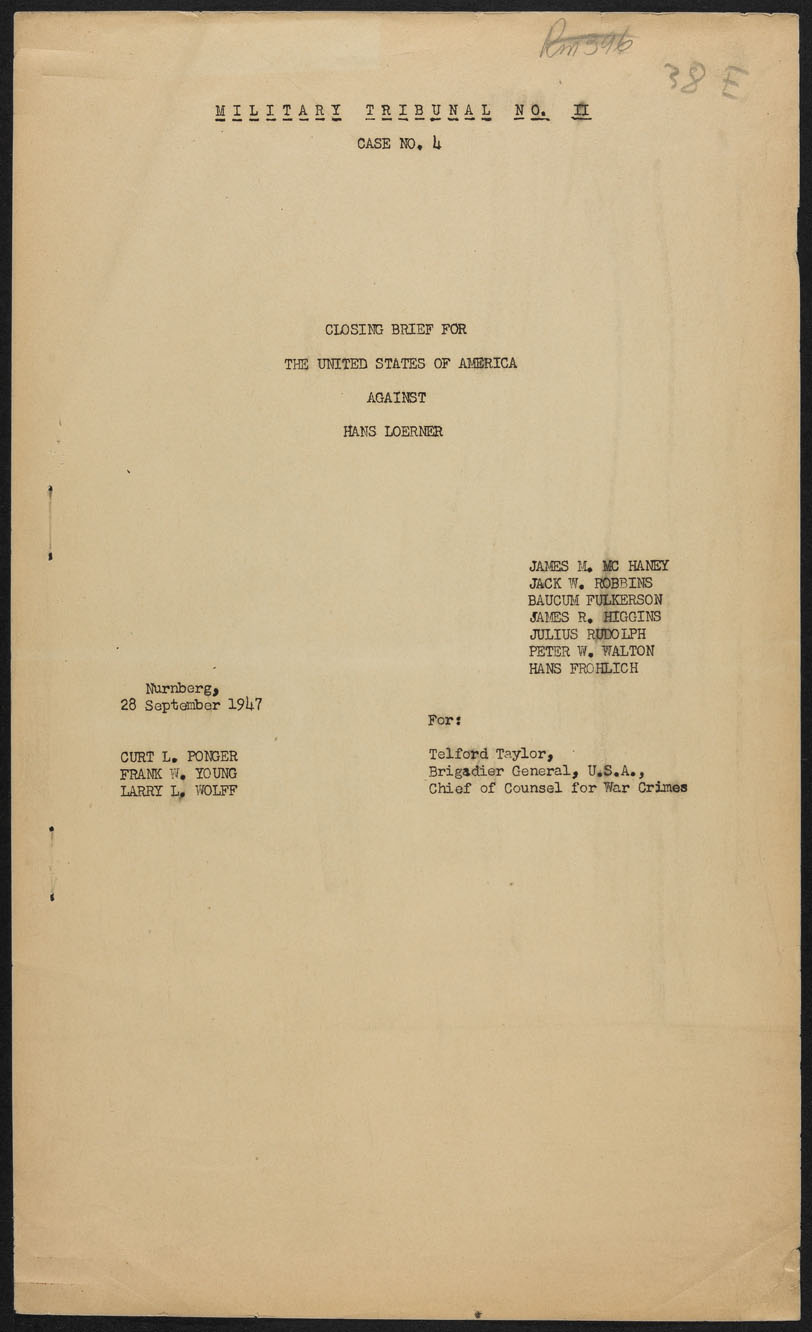 Rm 396
38 E
MILITARY TRIBUNAL NO. II
CASE NO. 4
CLOSING BRIEF FOR
THE UNITED STATES OF AMERICA
AGAINST
HANS LOERNER
JAMES M. MC HANEY
JACK W. ROBBINS
BAUCUM FULKERSON
JAMES R. HIGGINS
JULIUS RUDOLPH
PETER W. WALTON
HANS FROHLICH
Nurnberg,
28 September 1947
For:
CURT L. PONGER
FRANK W. YOUNG
LARRY L. WOLFF
Telford Taylor,
Brigadier General, U.S.A.,
Chief of Counsel for War Crimes